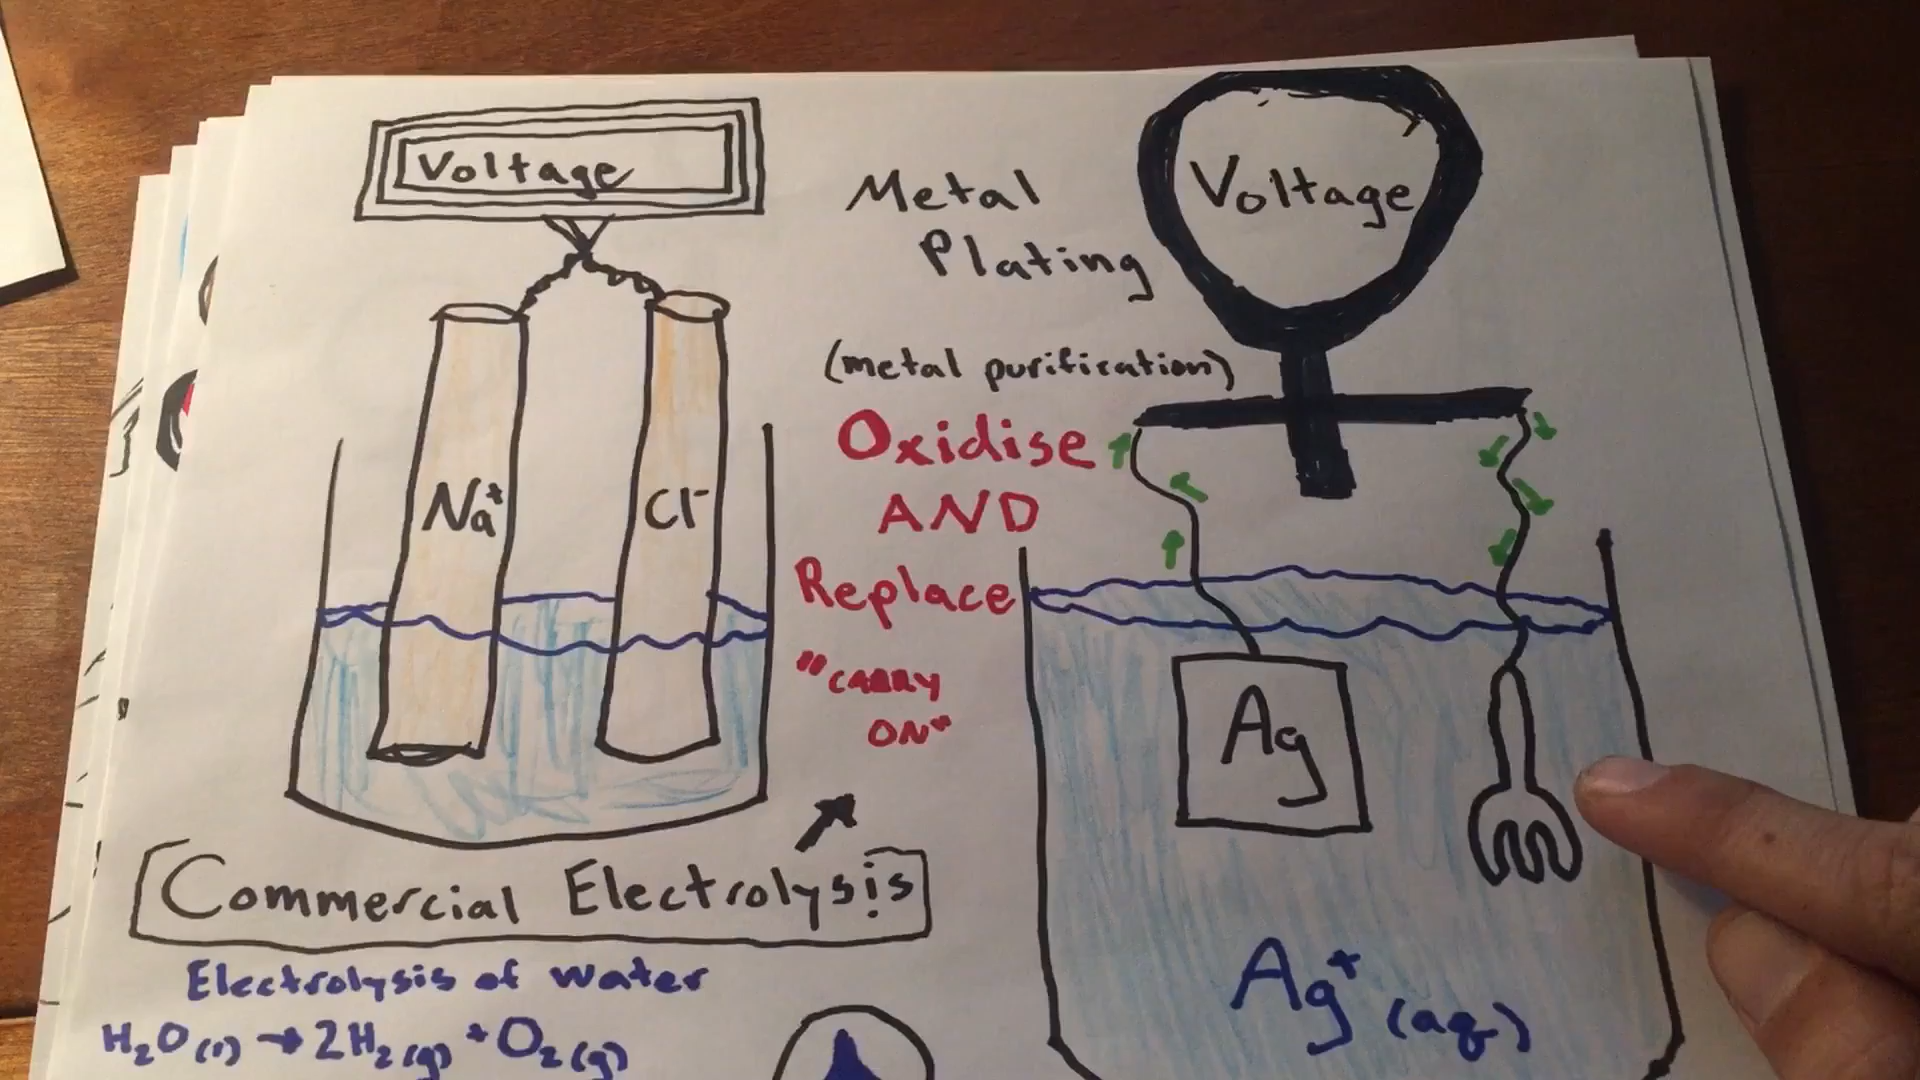 Voltage
Na⁺
Cl⁻
Commercial Electrolysis
Electrolysis of water
H₂O(l) → 2H₂(g) + O₂(g)
Metal
Plating
(metal purification)
Oxidise
AND
Replace
"CARRY
ON"
Voltage
Ag
Ag⁺(aq)